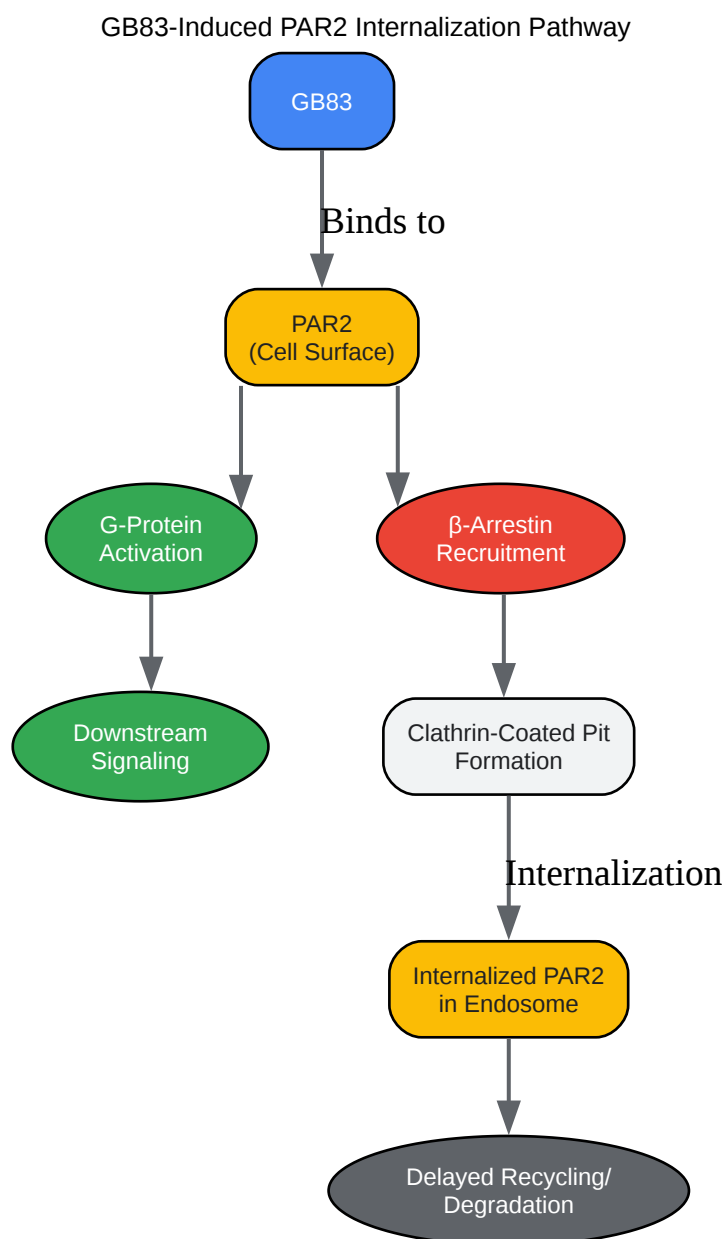 GB83-Induced PAR2 Internalization Pathway
GB83
Binds to
PAR2
(Cell Surface)
G-Protein
Activation
β-Arrestin
Recruitment
Downstream
Signaling
Clathrin-Coated Pit
Formation
Internalization
Internalized PAR2
in Endosome
Delayed Recycling/
Degradation